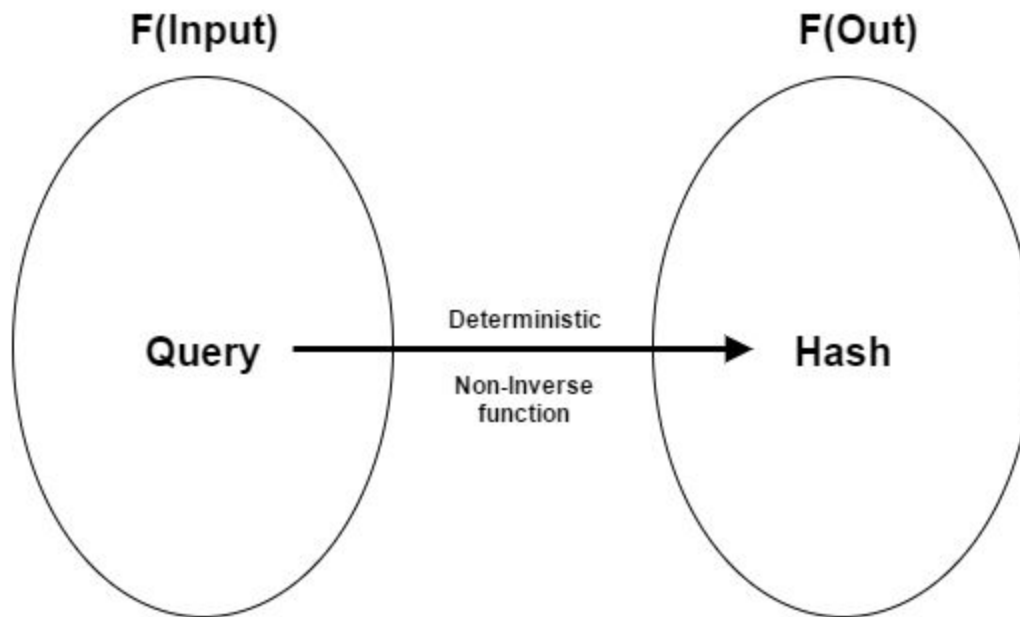 F(Input)
F(Out)
Deterministic
Query
Hash
Non-Inverse
function